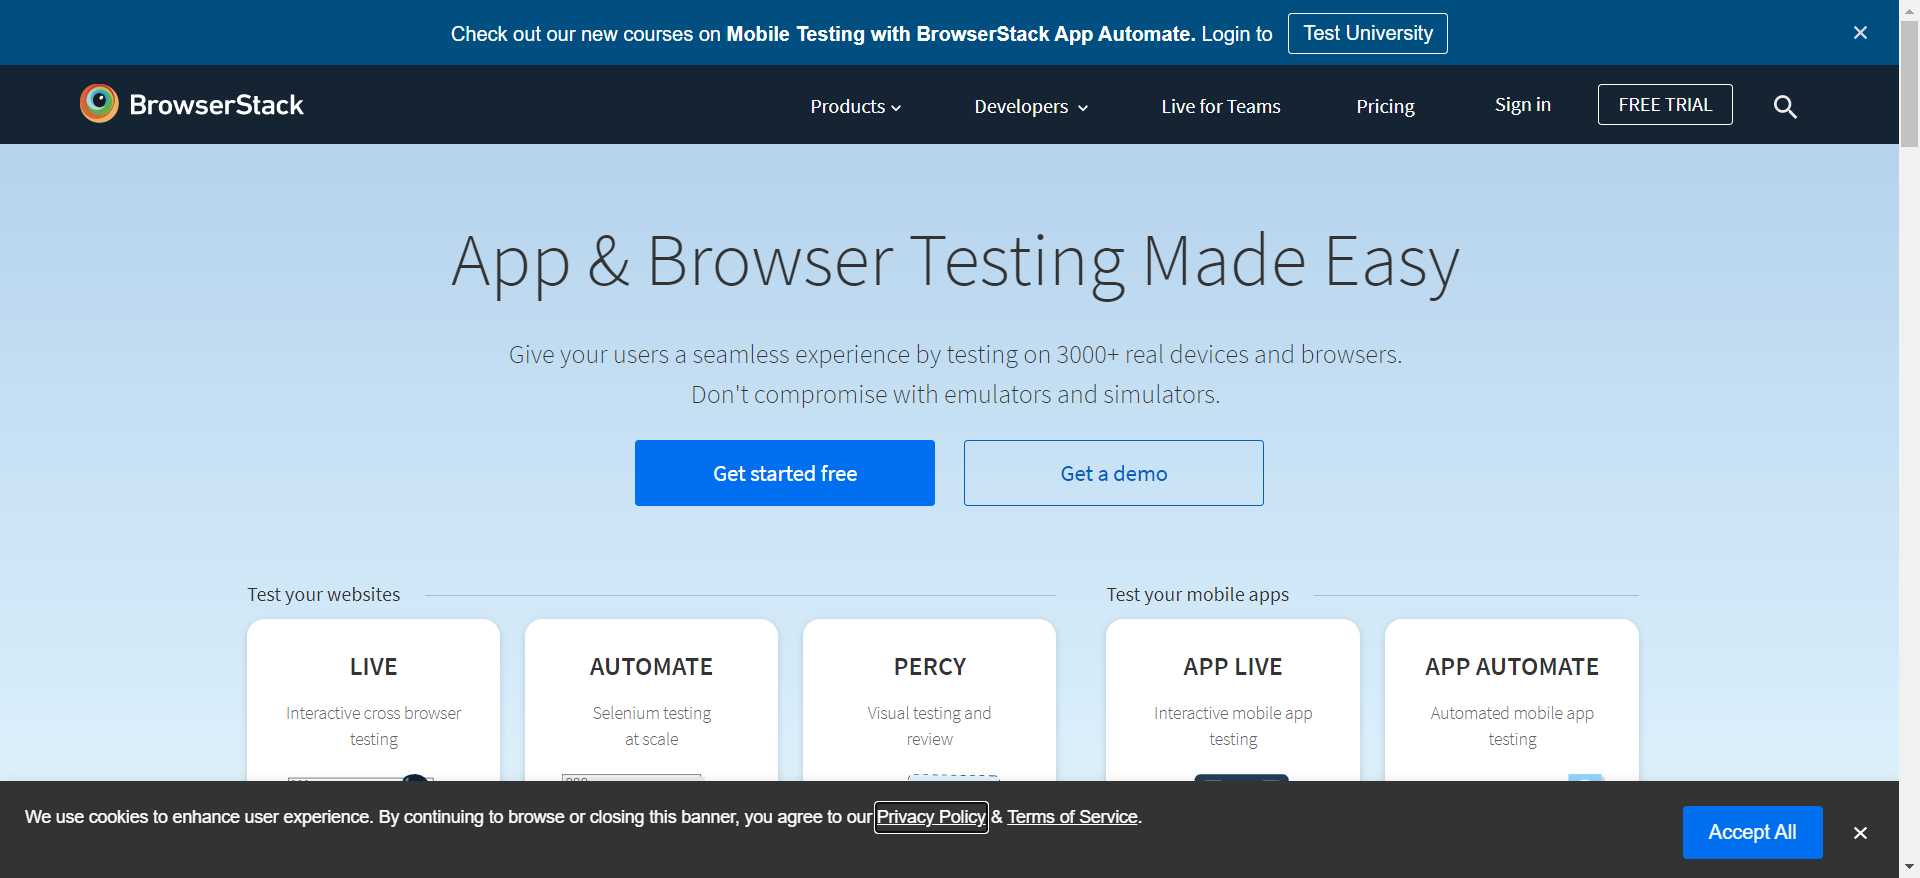 Check out our new courses on Mobile Testing with BrowserStack App Automate. Login to Test University
BrowserStack Products Developers Live for Teams Pricing Sign in FREE TRIAL
App & Browser Testing Made Easy
Give your users a seamless experience by testing on 3000+ real devices and browsers.
Don't compromise with emulators and simulators.
Get started free Get a demo
Test your websites
LIVE
Interactive cross browser
testing
AUTOMATE
Selenium testing
at scale
PERCY
Visual testing and
review
Test your mobile apps
APP LIVE
Interactive mobile app
testing
APP AUTOMATE
Automated mobile app
testing
We use cookies to enhance user experience. By continuing to browse or closing this banner, you agree to our Privacy Policy & Terms of Service.
Accept All